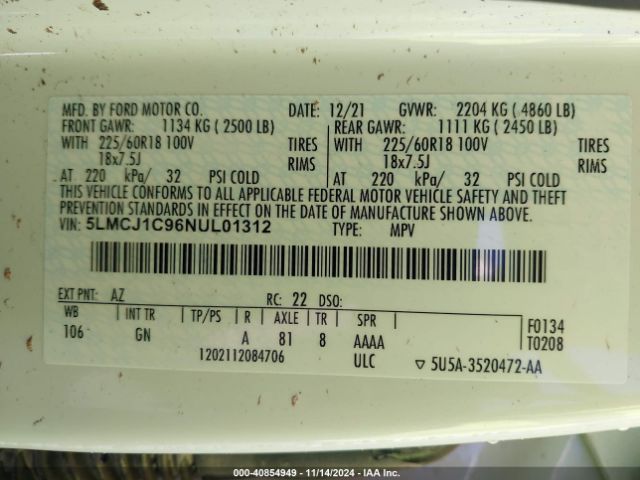 MFD. BY FORD MOTOR CO. DATE: 12/21 GVWR: 2204 KG ( 4860 LB)
FRONT GAWR: 1134 KG ( 2500 LB) REAR GAWR: 1111 KG ( 2450 LB)
WITH 225/60R18 100V TIRES WITH 225/60R18 100V TIRES
18x7.5J RIMS 18x7.5J RIMS
AT 220 kPa/ 32 PSI COLD AT 220 kPa/ 32 PSI COLD
THIS VEHICLE CONFORMS TO ALL APPLICABLE FEDERAL MOTOR VEHICLE SAFETY AND THEFT
PREVENTION STANDARDS IN EFFECT ON THE DATE OF MANUFACTURE SHOWN ABOVE.
VIN: 5LMCJ1C96NUL01312 TYPE: MPV
EXT PNT: AZ RC: 22 DSO:
WB INT TR TP/PS R AXLE TR SPR F0134
106 GN A 81 8 AAAA T0208
1202112084706 ULC ▽ 5U5A-3520472-AA
000-40854949 - 11/14/2024 - IAA Inc.